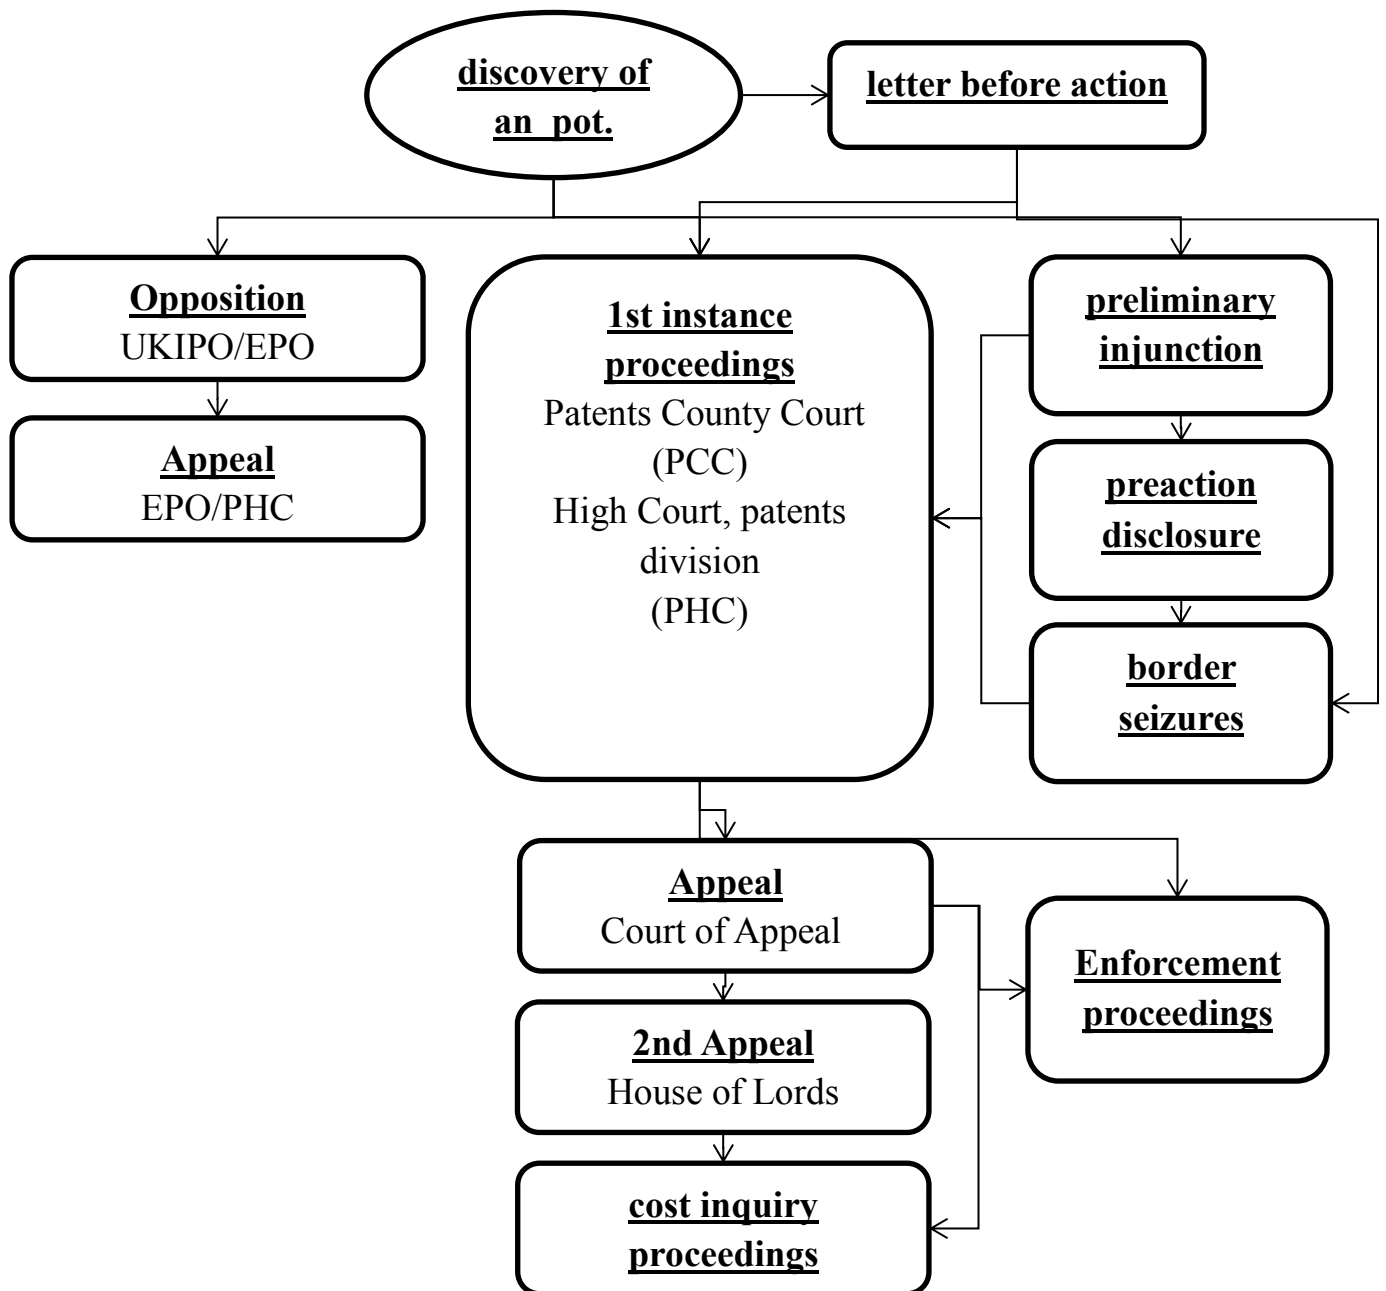 discovery of
an pot.
letter before action
Opposition
UKIPO/EPO
Appeal
EPO/PHC
1st instance
proceedings
Patents County Court
(PCC)
High Court, patents
division
(PHC)
preliminary
injunction
preaction
disclosure
border
seizures
Appeal
Court of Appeal
2nd Appeal
House of Lords
cost inquiry
proceedings
Enforcement
proceedings